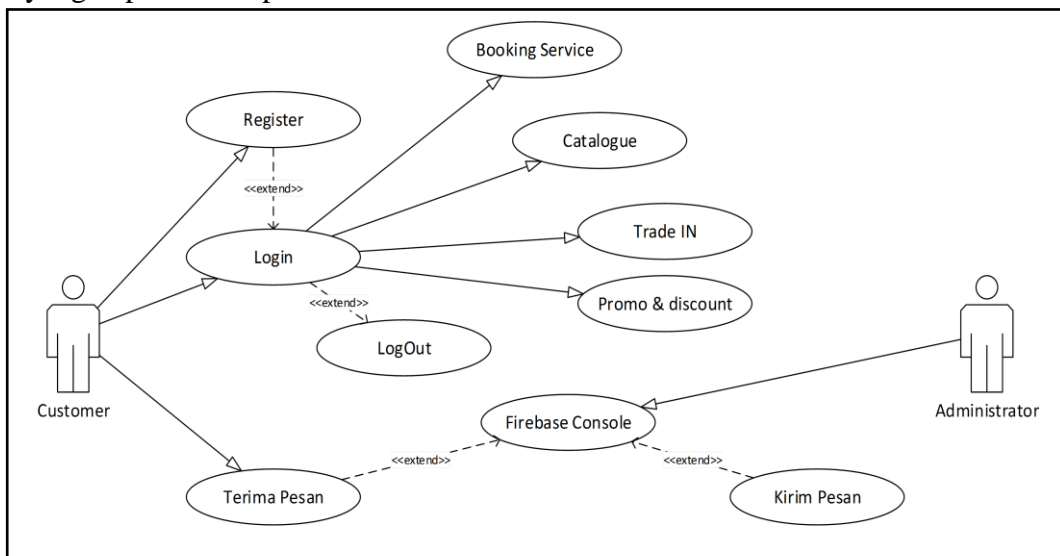 Booking Service
Register
Catalogue
<<extend>>
Trade IN
Login
<<extend>>
Promo & discount
LogOut
Customer
Administrator
Firebase Console
<<extend>>
<<extend>>
Terima Pesan
Kirim Pesan